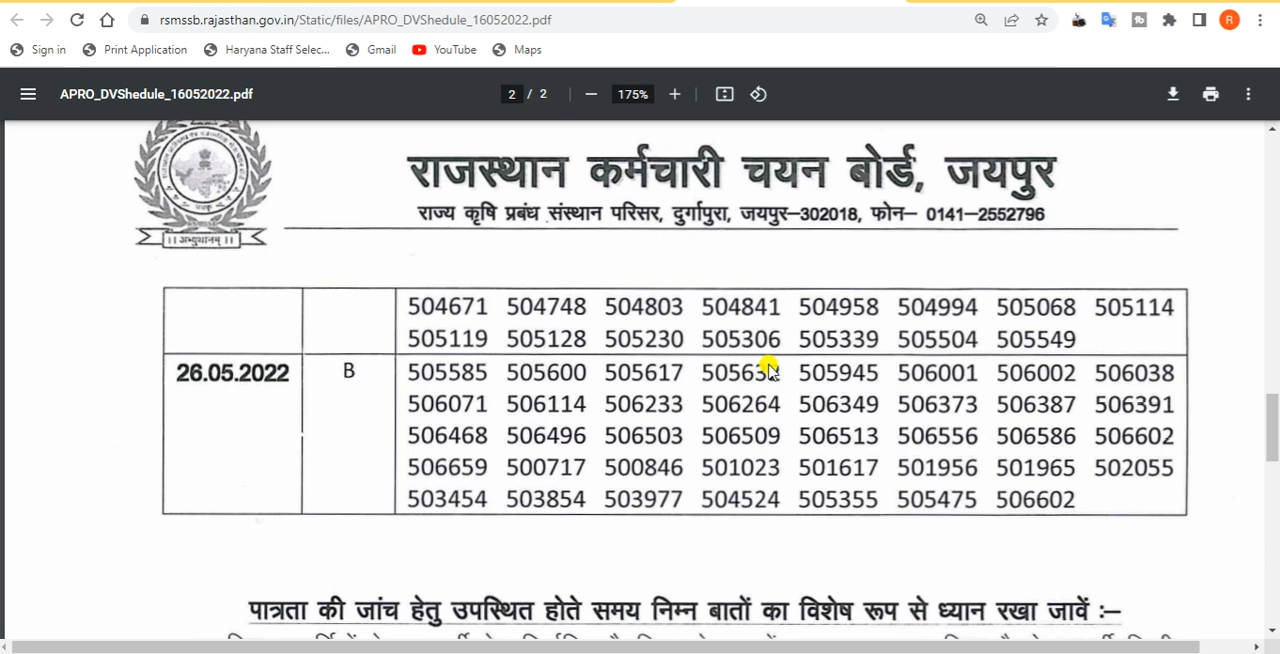 rsmssb.rajasthan.gov.in/Static/files/APRO_DVShedule_16052022.pdf
R
Sign in Print Application Haryana Staff Selec... Gmail YouTube Maps
APRO_DVShedule_16052022.pdf 2 / 2 — 175% +
राजस्थान कर्मचारी चयन बोर्ड, जयपुर
राज्य कृषि प्रबंध संस्थान परिसर, दुर्गापुरा, जयपुर–302018, फोन– 0141–2552796
504671 504748 504803 504841 504958 504994 505068 505114
505119 505128 505230 505306 505339 505504 505549
26.05.2022 B 505585 505600 505617 505945 506001 506002 506038
506071 506114 506233 506264 506349 506373 506387 506391
506468 506496 506503 506509 506513 506556 506586 506602
506659 500717 500846 501023 501617 501956 501965 502055
503454 503854 503977 504524 505355 505475 506602
पात्रता की जांच हेतु उपस्थित होते समय निम्न बातों का विशेष रूप से ध्यान रखा जावें :–